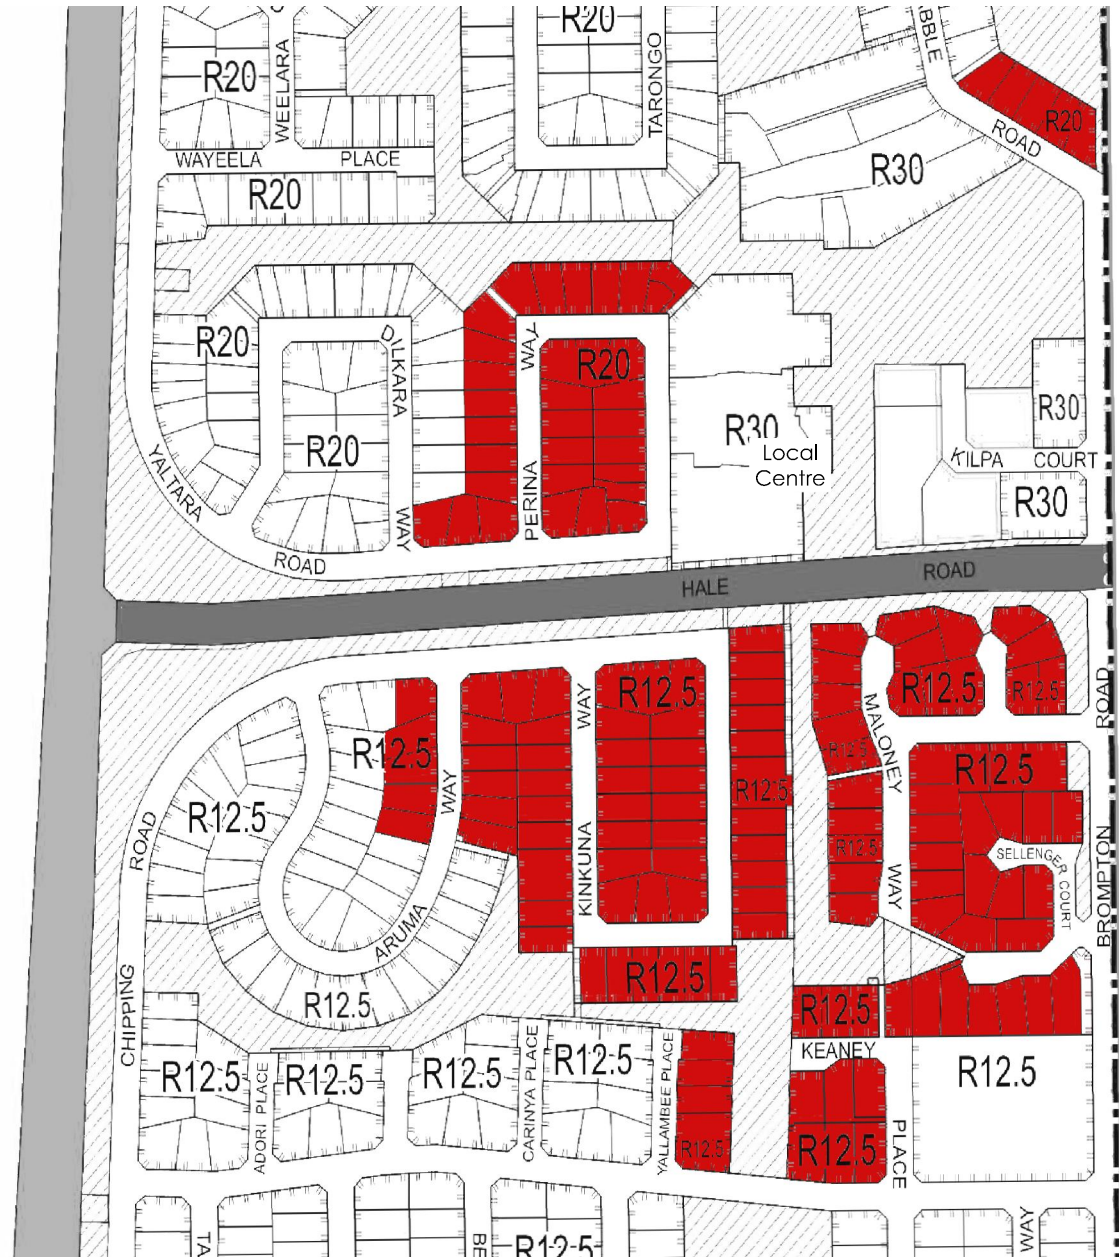 R20
TARONGO
BBLE
R20
WEELARA
R20
ROAD
WAYEELA PLACE
R30
R20
R20
DILKARA
WAY
R20
R30
R30
Local
Centre
R20
KILPA COURT
YALTARA
WAY
PERINA
R30
ROAD
HALE ROAD
R12.5
WAY
R12.5
R12.5
MALONEY
ROAD
R12.5
R12.5
R12.5
WAY
R12.5
R12.5
ROAD
R12.5
SELLENGER
COURT
KINKUNA
WAY
BROMPTON
ARUMA
R12.5
R12.5
R12.5
CHIPPING
KEANEY
R12.5
R12.5
R12.5
R12.5
R12.5
ADARI PLACE
CARINYA PLACE
YALLAMBEE PLACE
R12.5
R12.5
PLACE
TA
BE
R12.5
WAY